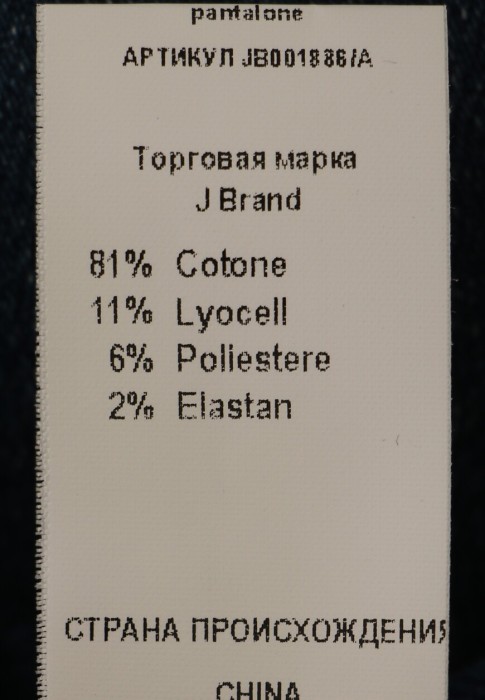 pantalone
АРТИКУЛ JB001886/A
Торговая марка
J Brand
81% Cotone
11% Lyocell
6% Poliestere
2% Elastan
СТРАНА ПРОИСХОЖДЕНИЯ
CHINA